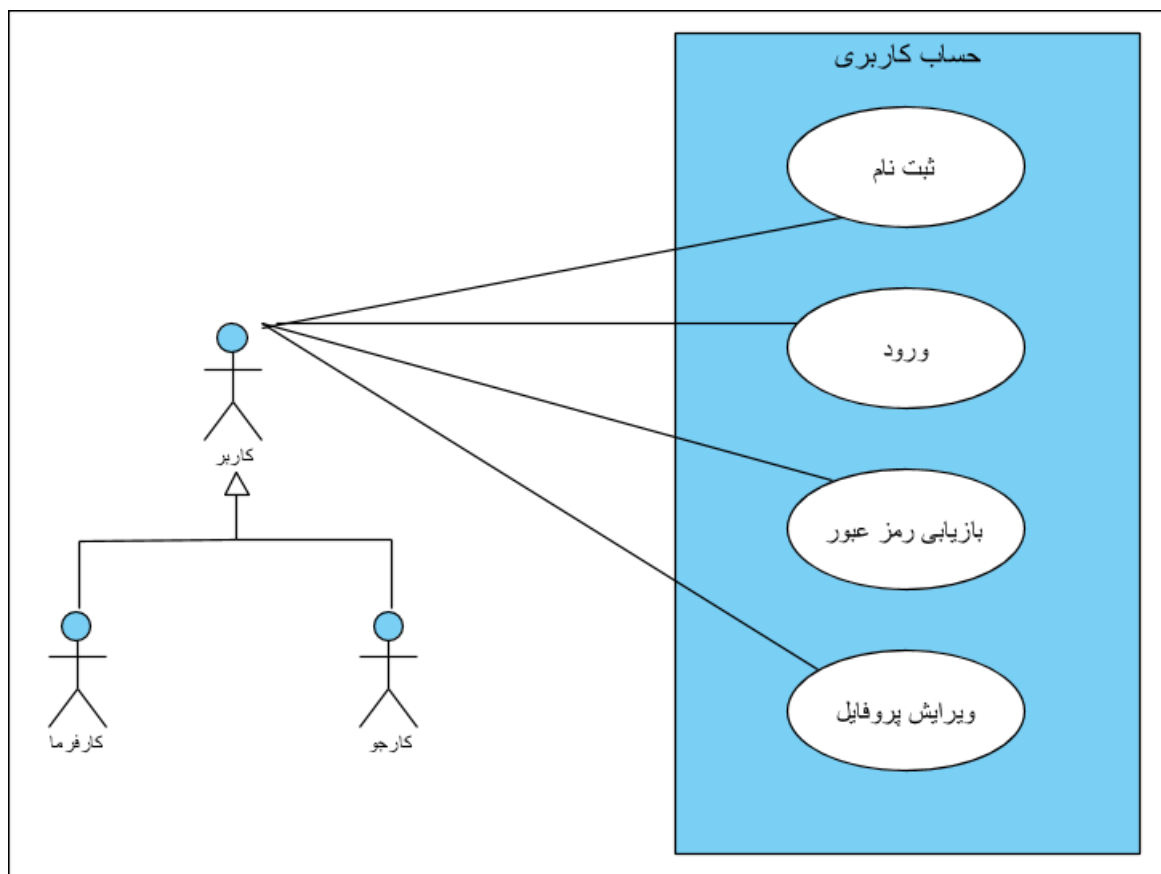 حساب کاربری
ثبت نام
ورود
بازیابی رمز عبور
ویرایش پروفایل
کاربر
کارجو
کارفرما